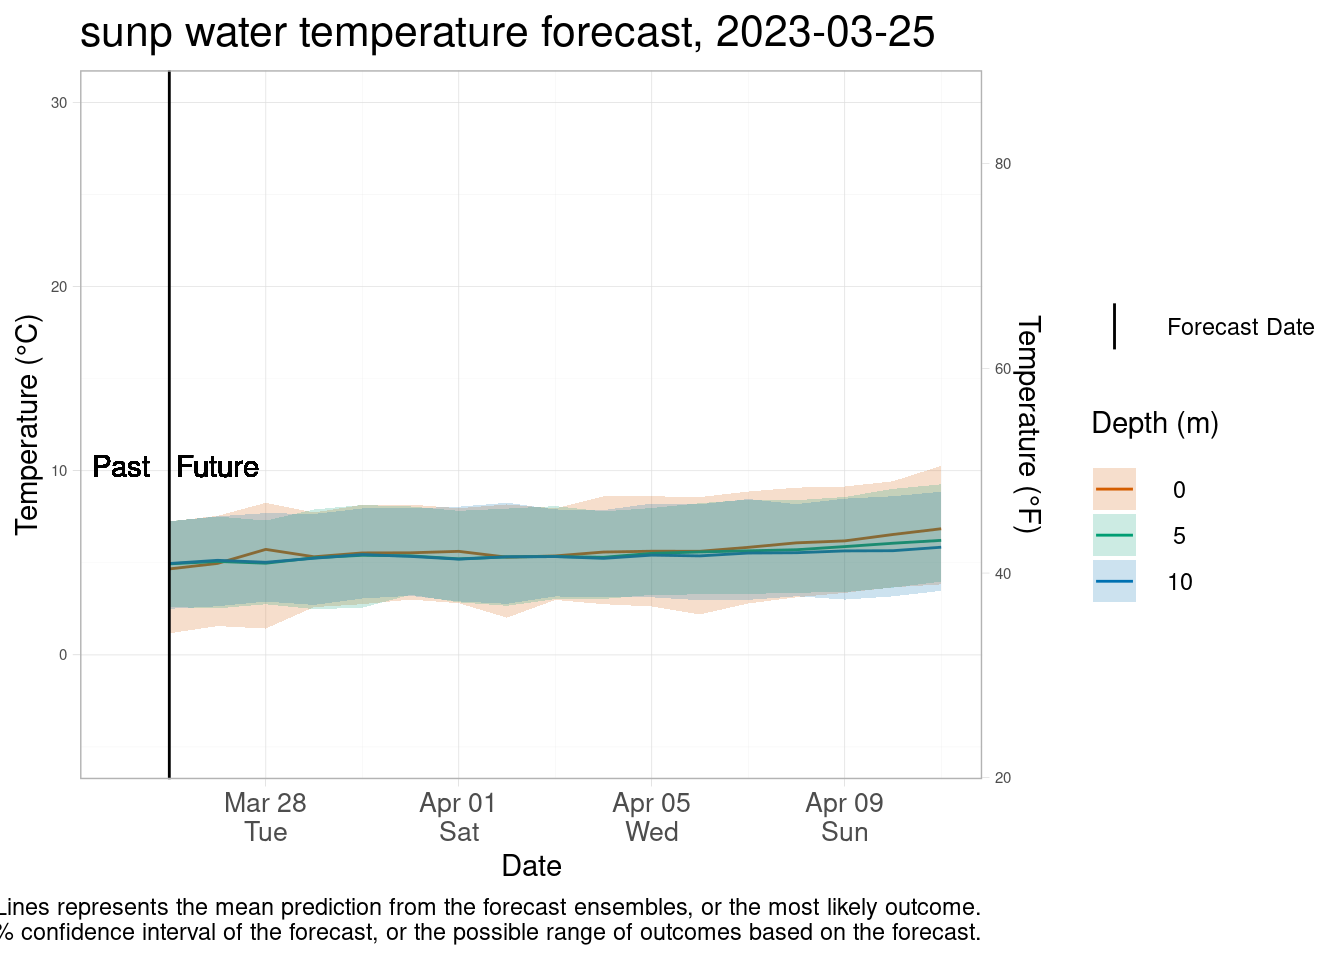 sunp water temperature forecast, 2023-03-25
30
20
10
0
Temperature (°C)
Past
Future
80
60
40
20
Temperature (°F)
Mar 28
Tue
Apr 01
Sat
Apr 05
Wed
Apr 09
Sun
Date
Forecast Date
Depth (m)
0
5
10
Lines represents the mean prediction from the forecast ensembles, or the most likely outcome.
% confidence interval of the forecast, or the possible range of outcomes based on the forecast.